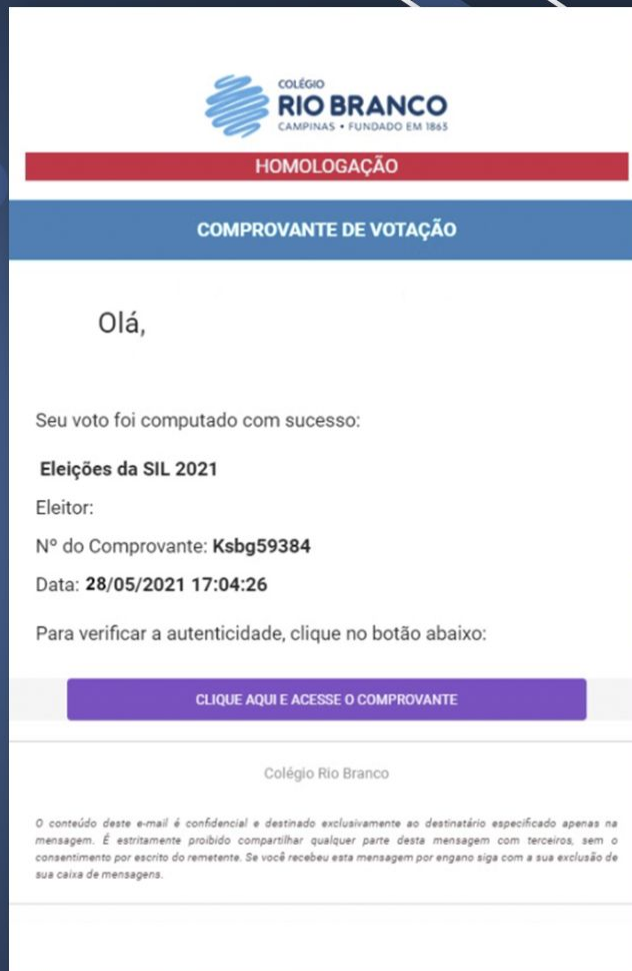 COLÉGIO
RIO BRANCO
CAMPINAS • FUNDADO EM 1863
HOMOLOGAÇÃO
COMPROVANTE DE VOTAÇÃO
Olá,
Seu voto foi computado com sucesso:
Eleições da SIL 2021
Eleitor:
Nº do Comprovante: Ksbg59384
Data: 28/05/2021 17:04:26
Para verificar a autenticidade, clique no botão abaixo:
CLIQUE AQUI E ACESSE O COMPROVANTE
Colégio Rio Branco
O conteúdo deste e-mail é confidencial e destinado exclusivamente ao destinatário especificado apenas na
mensagem. É estritamente proibido compartilhar qualquer parte desta mensagem com terceiros, sem o
consentimento por escrito do remetente. Se você recebeu esta mensagem por engano siga com a sua exclusão de
sua caixa de mensagens.